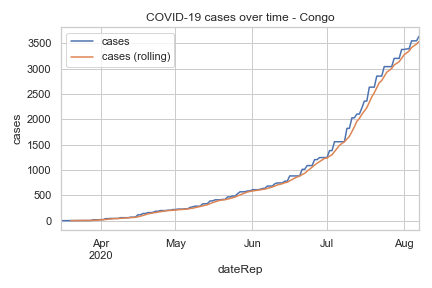 COVID-19 cases over time - Congo
cases
cases (rolling)
3500
3000
2500
2000
1500
1000
500
0
cases
Apr
2020
May
Jun
Jul
Aug
dateRep